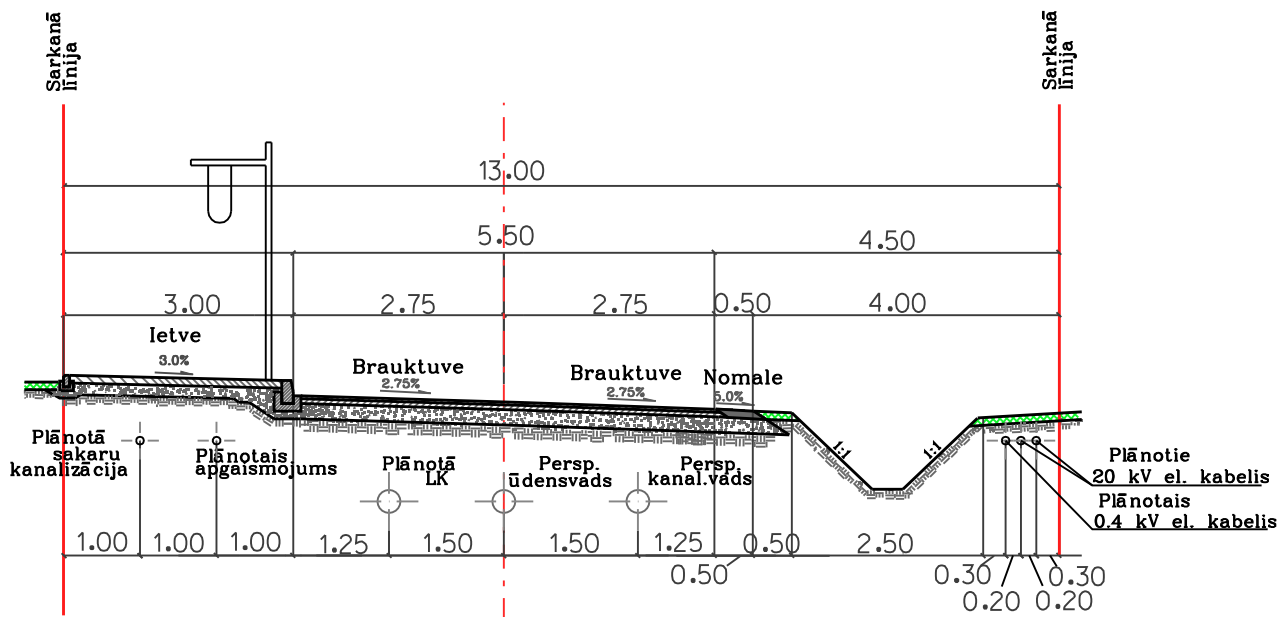 Sarkanā
līnija
Sarkanā
līnija
13.00
5.50
4.50
3.00
2.75
2.75
0.50
4.00
Ietve
3.0%
Brauktuve
2.75%
Brauktuve
2.75%
Nomale
5.0%
1:1
1:1
Plānotā
sakaru
kanalizācija
Plānotais
apgaismojums
Plānotā
LK
Persp.
ūdensvads
Persp.
kanal.vads
Plānotie
20 kV el. kabelis
Plānotais
0.4 kV el. kabelis
1.00
1.00
1.00
1.25
1.50
1.50
1.25
0.50
0.50
2.50
0.30
0.20
0.20
0.30